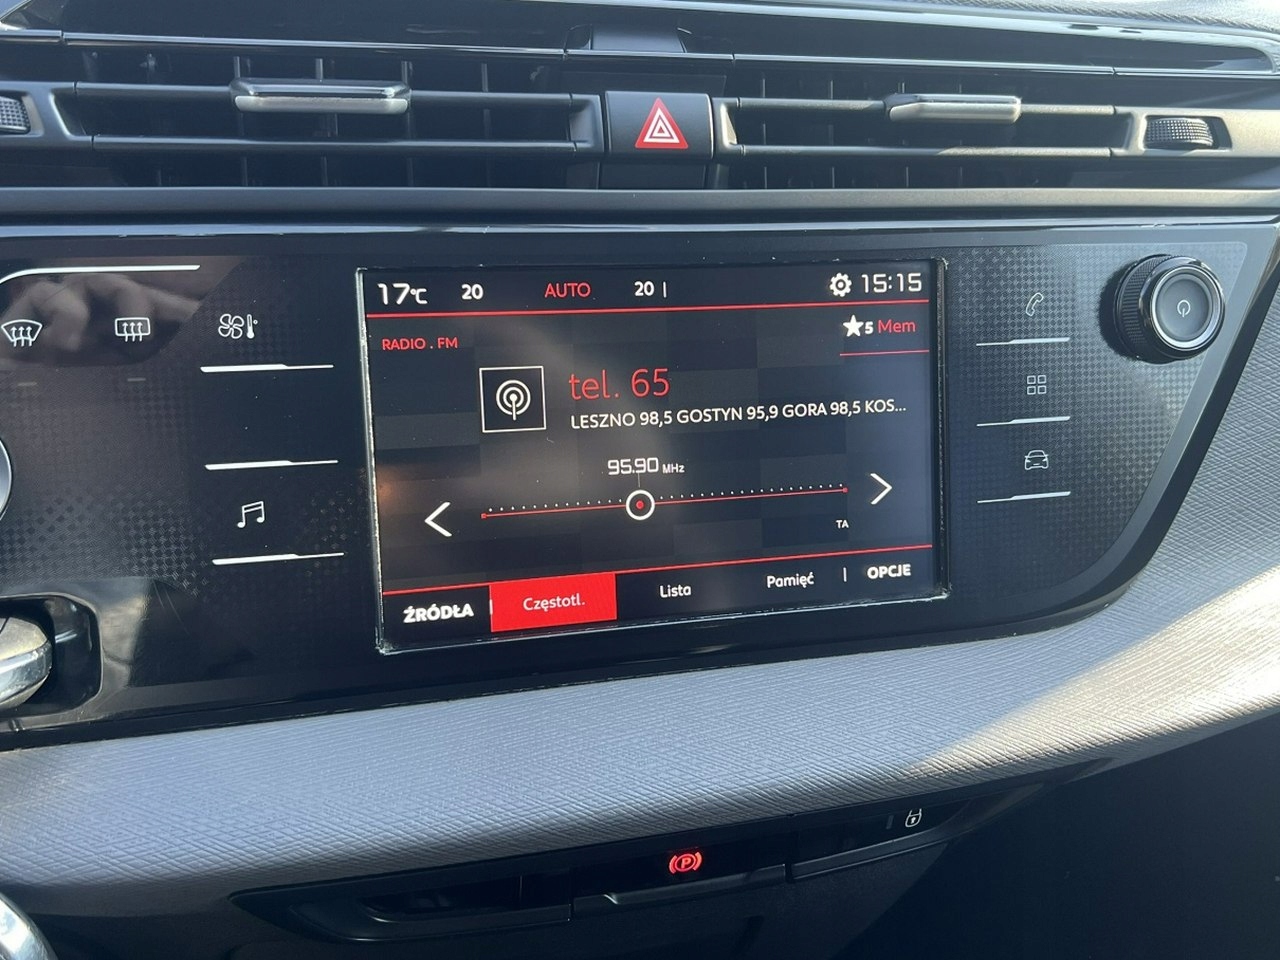 17°C 20 AUTO 20 15:15
RADIO . FM
5 Mem
tel. 65
LESZNO 98,5 GOSTYN 95,9 GORA 98,5 KOS...
95.90 MHz
TA
ŹRÓDŁA Częstotl. Lista Pamięć OPCJE
P